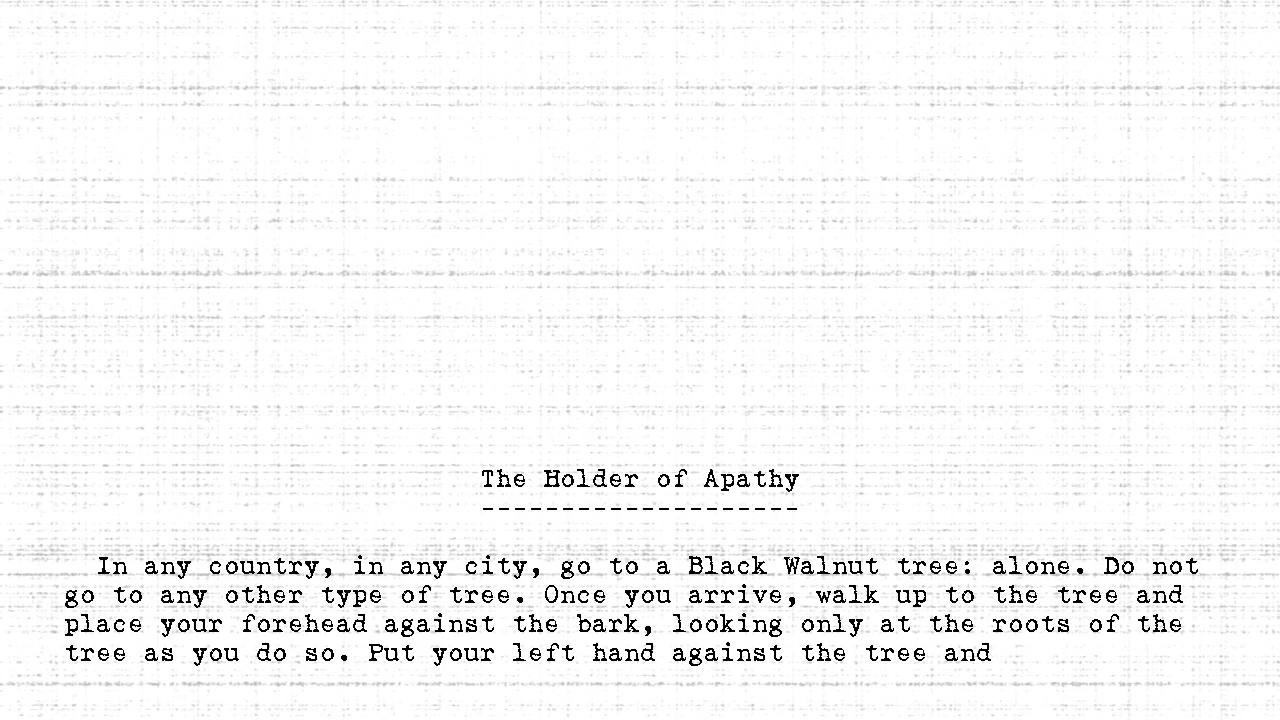 The Holder of Apathy
--------------------
In any country, in any city, go to a Black Walnut tree: alone. Do not
go to any other type of tree. Once you arrive, walk up to the tree and
place your forehead against the bark, looking only at the roots of the
tree as you do so. Put your left hand against the tree and